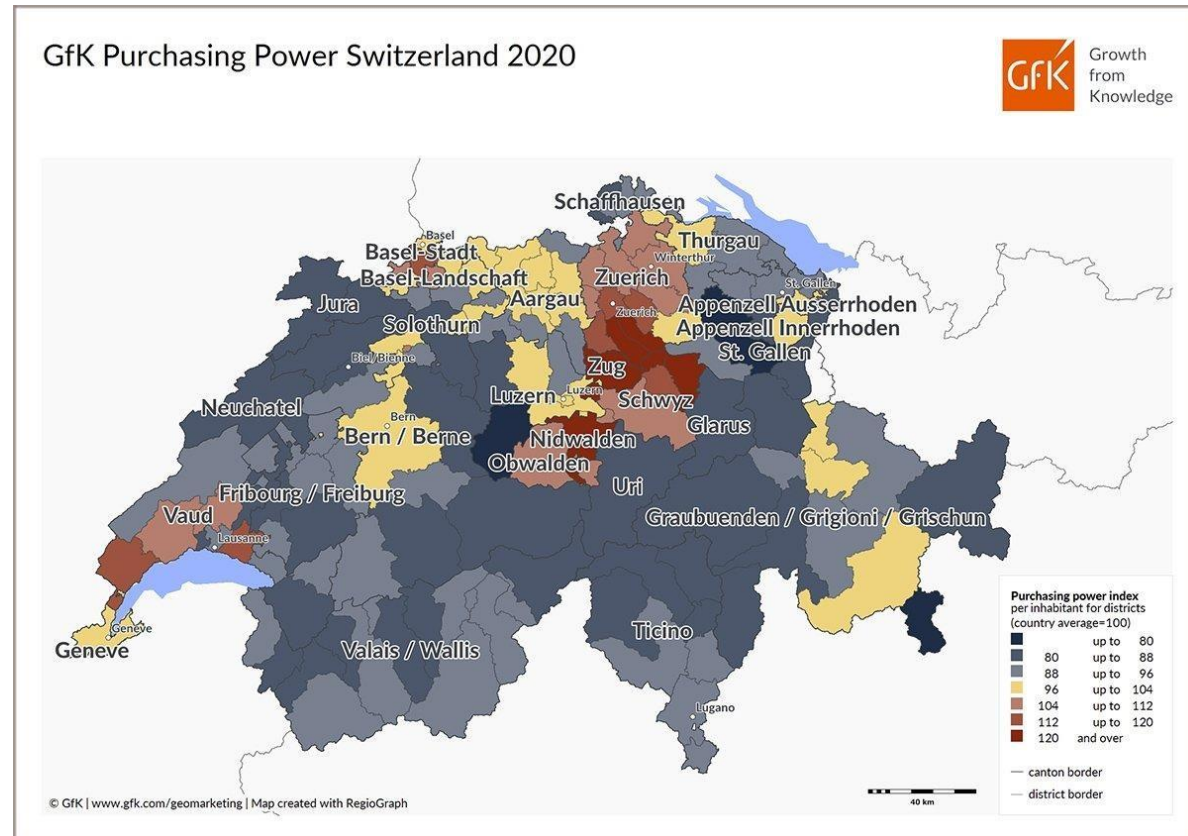 GfK Purchasing Power Switzerland 2020
GfK
Growth
from
Knowledge
Schaffhausen
Basel
Basel-Stadt
Thurgau
Winterthur
Basel-Landschaft
Zuerich
St. Gallen
Jura
Aargau
Zuerich
Appenzell Ausserrhoden
Solothurn
Appenzell Innerrhoden
St. Gallen
Biel/Bienne
Zug
Luzern
Luzern
Schwyz
Neuchatel
Bern
Glarus
Bern / Berne
Nidwalden
Obwalden
Uri
Fribourg / Freiburg
Vaud
Graubuenden / Grigioni / Grischun
Lausanne
Genève
Geneve
Valais / Wallis
Ticino
Lugano
Purchasing power index
per inhabitant for districts
(country average=100)
up to 80
80 up to 88
88 up to 96
96 up to 104
104 up to 112
112 up to 120
120 and over
canton border
district border
40 km
© GfK | www.gfk.com/geomarketing | Map created with RegioGraph